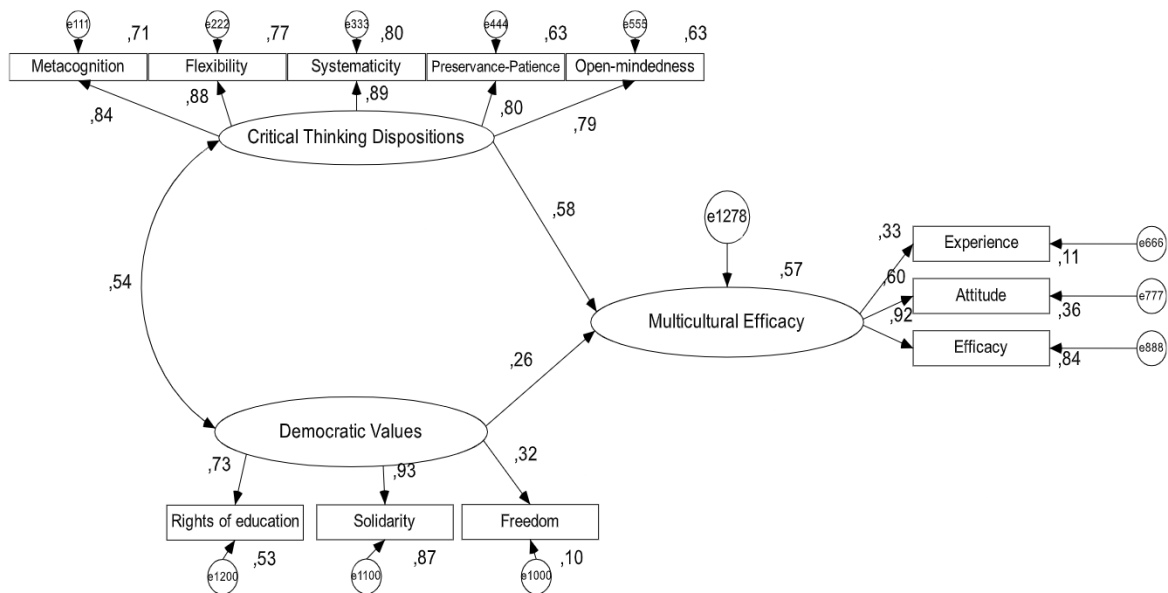 e111 ,71 e222 ,77 e333 ,80 e444 ,63 e555 ,63
Metacognition Flexibility Systematicity Preservance-Patience Open-mindedness
,84 ,88 ,89 ,80 ,79
Critical Thinking Dispositions
,58
e1278
,33 Experience ,11 e666
,54 ,57 ,60 Attitude ,36 e777
Multicultural Efficacy ,92 Efficacy ,84 e888
,26
Democratic Values
,73 ,93 ,32
Rights of education Solidarity Freedom
e1200 ,53 e1100 ,87 e1000 ,10